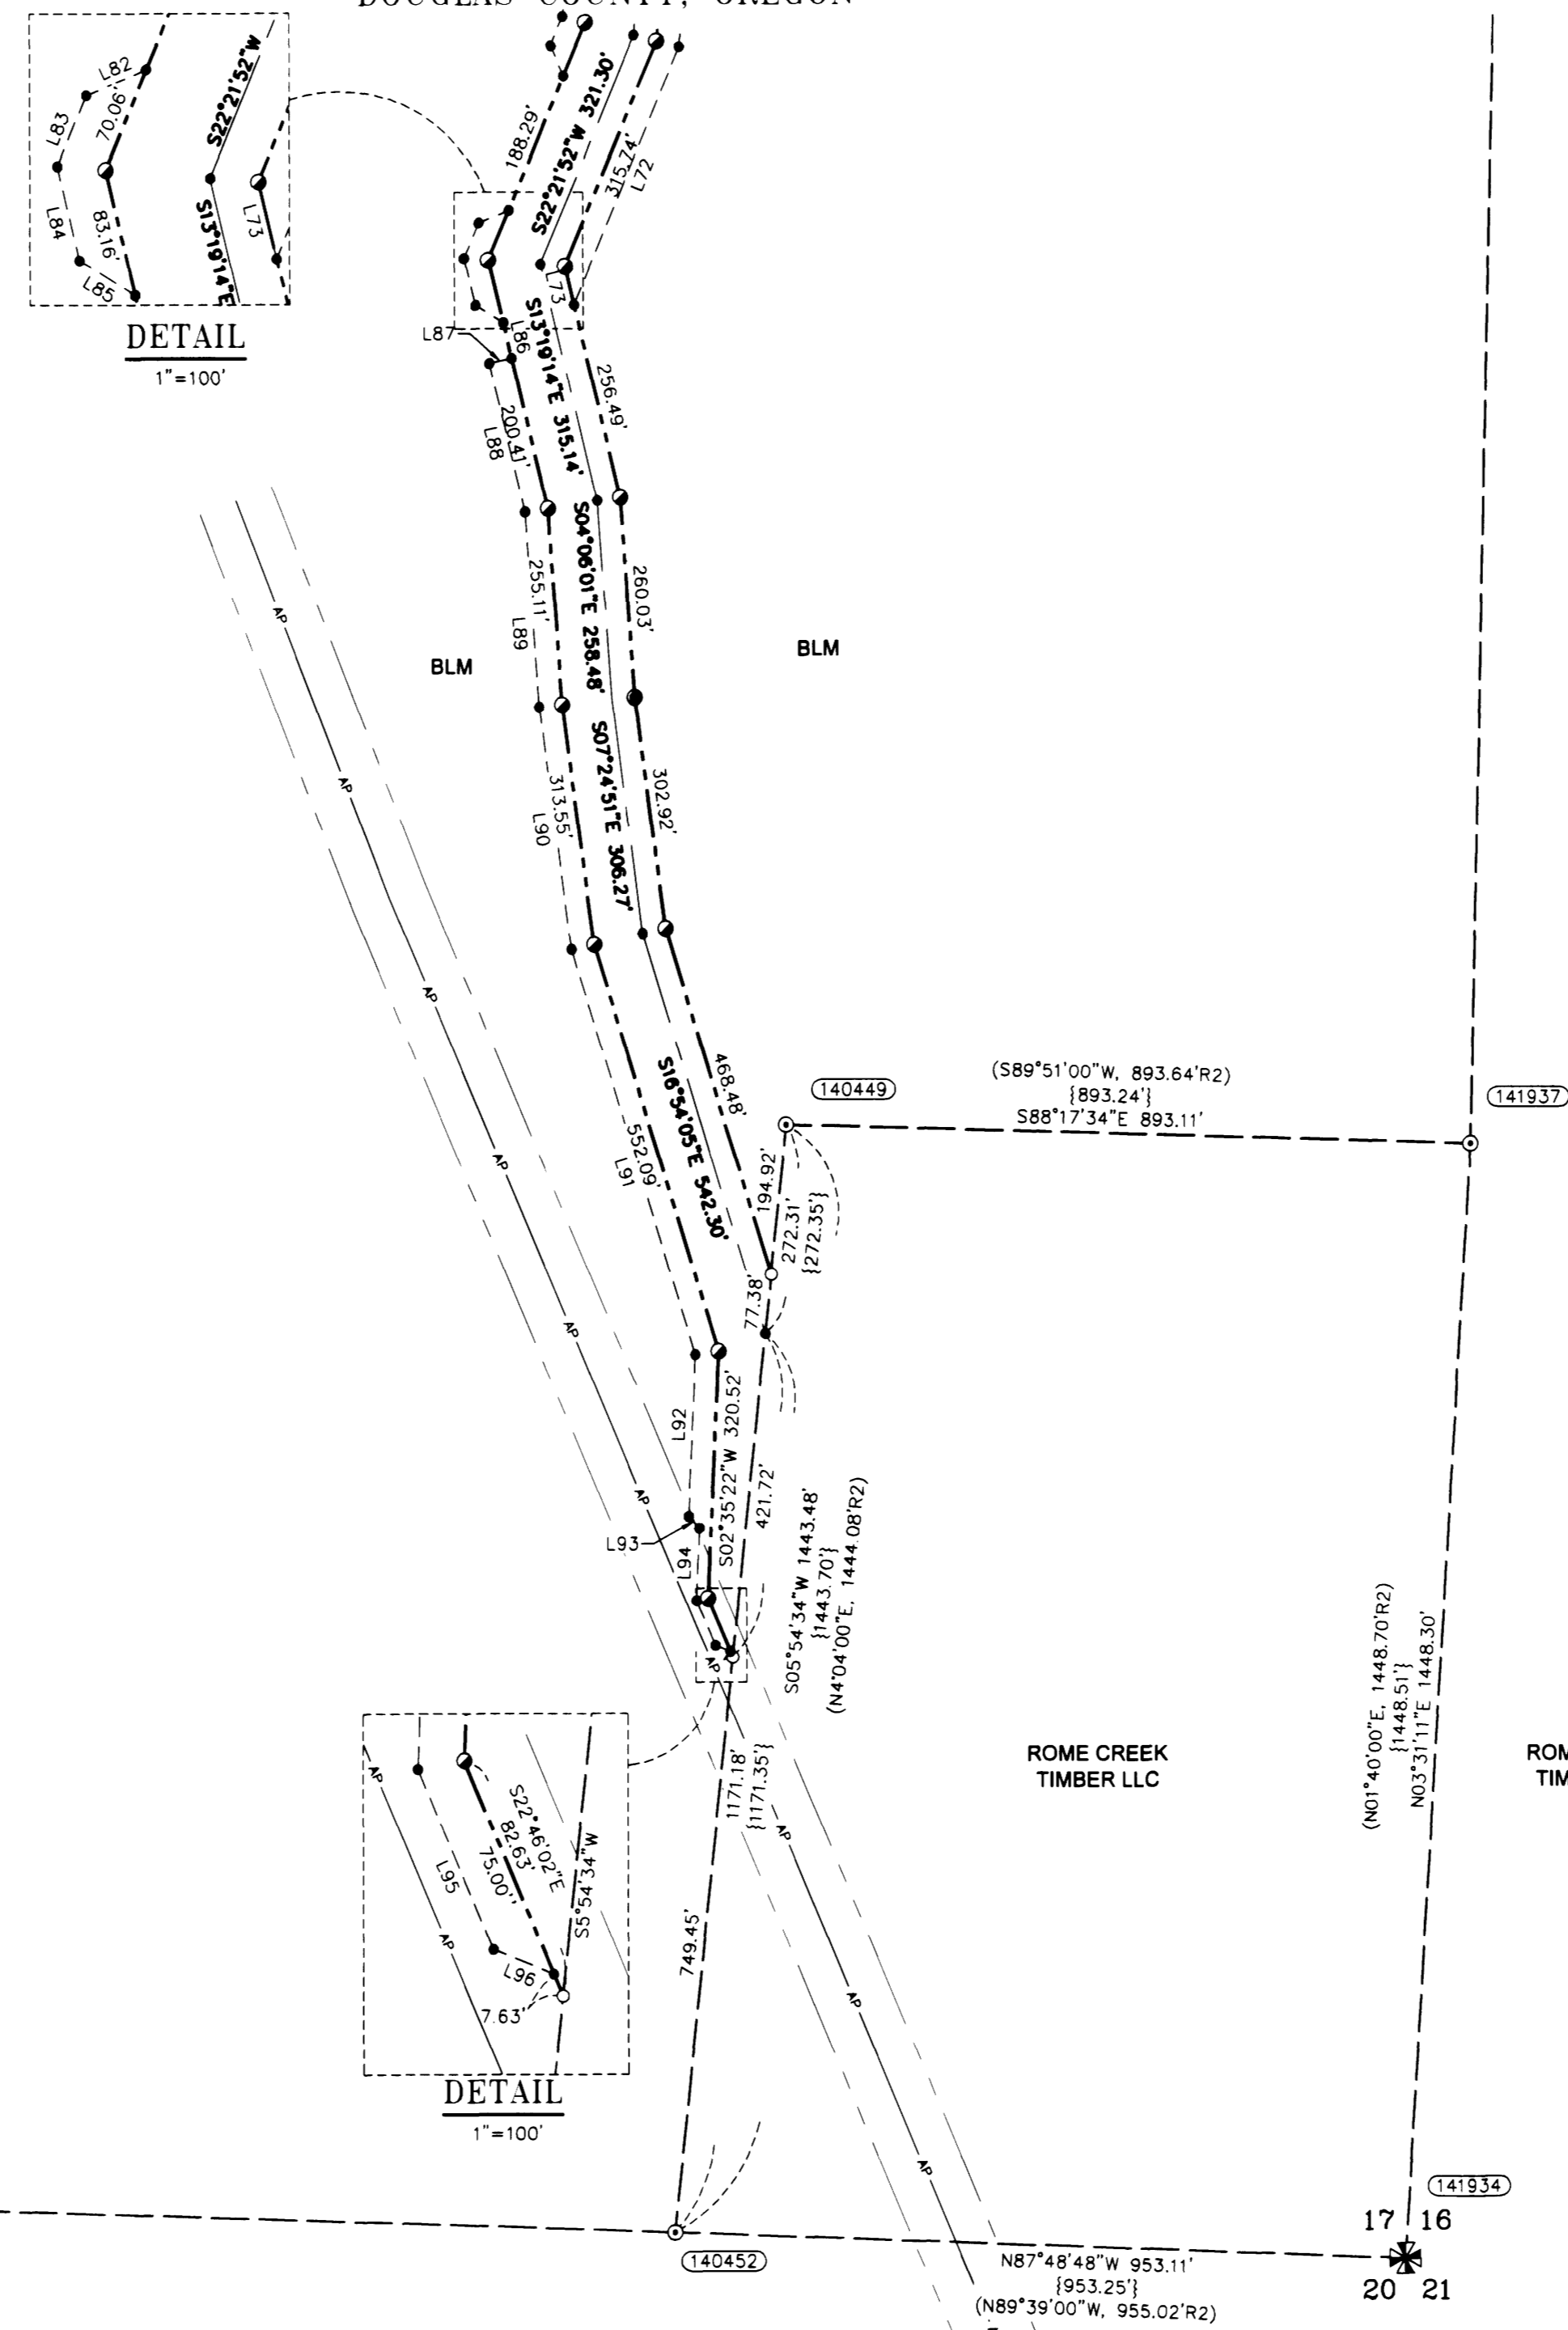 DOUGLAS COUNTY, OREGON
L82
L83
70.06'
S22°21'52"W
L84
83.16'
L85
S13°19'14"E
L73
DETAIL
1"=100'
188.29'
S22°21'52"W 321.30'
315.74'
L72
L73
L87
L86
S13°19'14"E 315.14'
256.49'
200.41'
L88
S04°06'01"E 258.48'
260.03'
255.11'
L89
BLM
BLM
S07°24'51"E 306.27'
302.92'
313.55'
L90
AP
AP
AP
AP
AP
AP
AP
AP
AP
AP
S16°54'05"E 542.30'
468.48'
552.09'
L91
140449
(S89°51'00"W, 893.64'R2)
{893.24'}
S88°17'34"E 893.11'
141937
194.92'
272.31'
{272.35'}
77.38'
L92
S02°35'22"W 320.52'
421.72'
L93
L94
S05°54'34"W 1443.48'
{1443.70'}
(N4°04'00"E, 1444.08'R2)
(N01°40'00"E, 1448.70'R2)
{1448.51'}
N03°31'11"E 1448.30'
1171.18'
{1171.35'}
ROME CREEK
TIMBER LLC
ROM
TIM
AP
AP
S22°46'02"E
82.63'
75.00''
S5°54'34"W
L95
L96
7.63'
DETAIL
1"=100'
749.45'
140452
141934
17 16
20 21
N87°48'48"W 953.11'
{953.25'}
(N89°39'00"W, 955.02'R2)